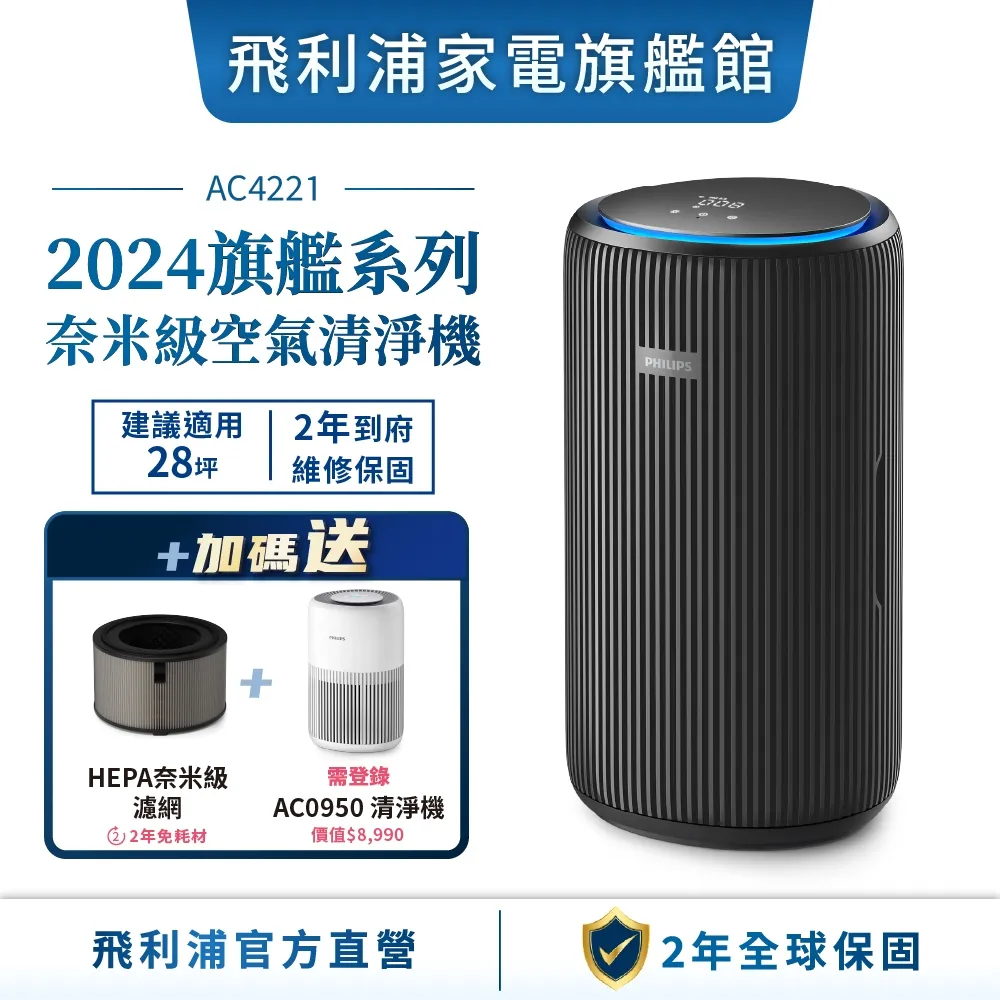 飛利浦家電旗艦館
AC4221
2024旗艦系列
奈米級空氣清淨機
建議適用
28坪
2年到府
維修保固
+加碼送
HEPA奈米級
濾網
2年免耗材
+
PHILIPS
需登錄
AC0950 清淨機
價值$8,990
PHILIPS
飛利浦官方直營
2年全球保固